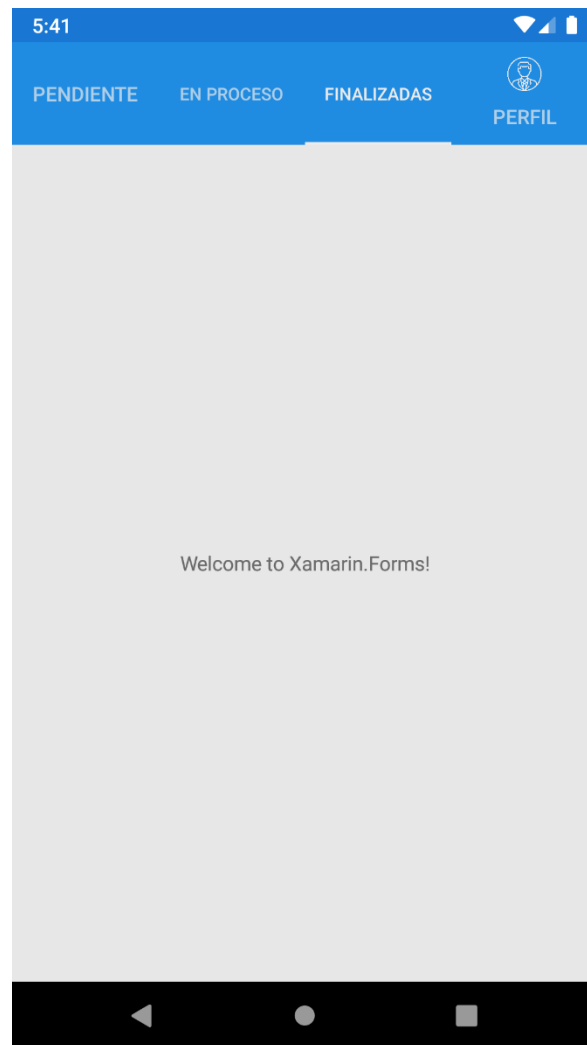 5:41
PENDIENTE
EN PROCESO
FINALIZADAS
PERFIL
Welcome to Xamarin.Forms!